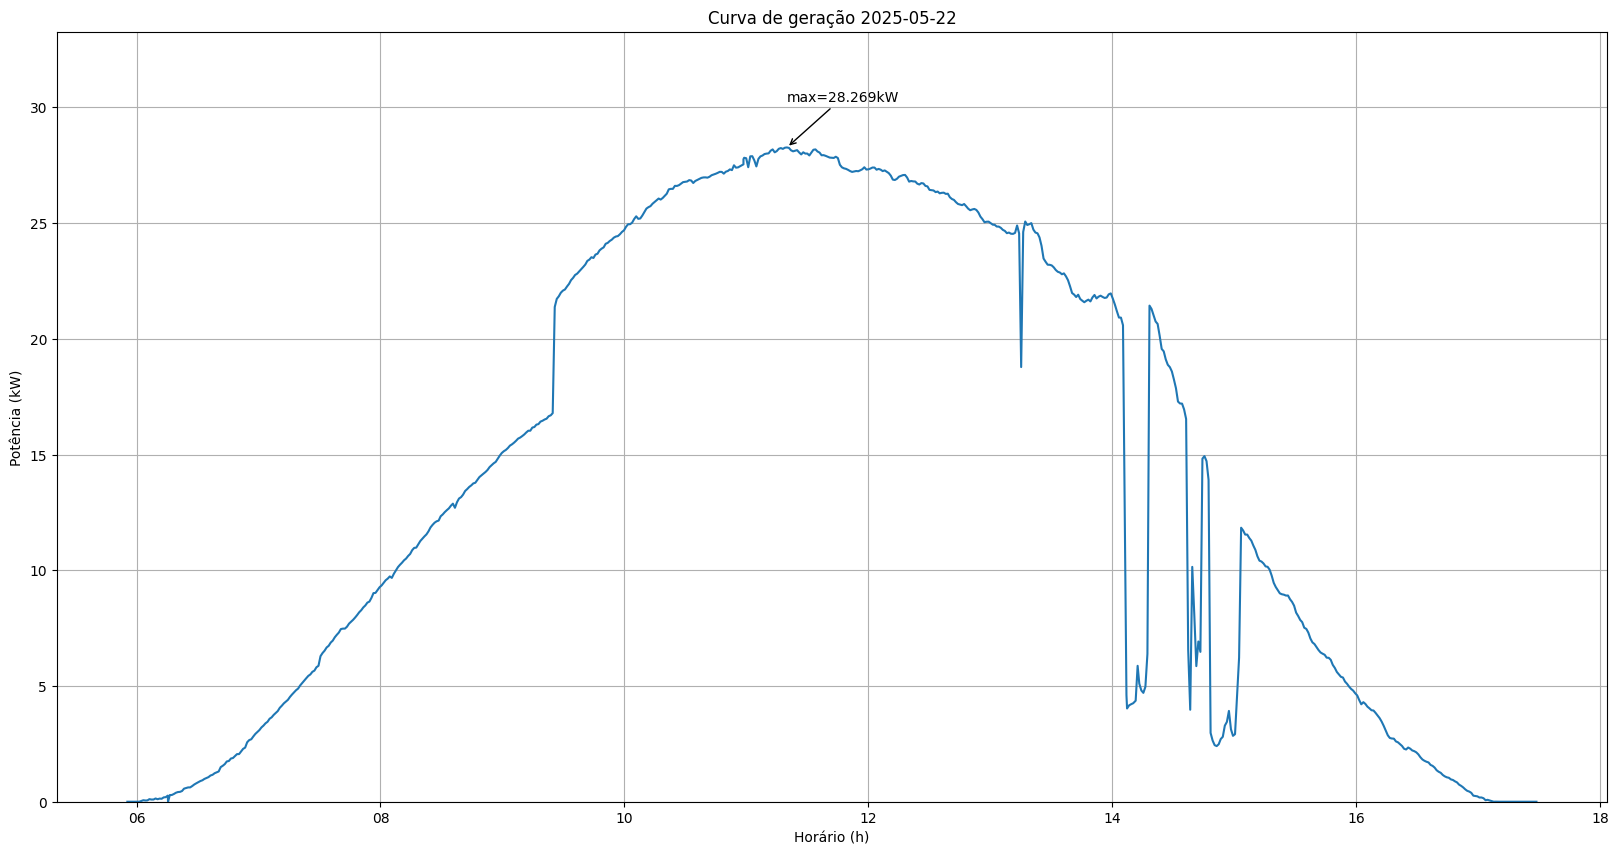 Curva de geração 2025-05-22
max=28.269kW
30
25
20
15
10
5
0
Potência (kW)
06 08 10 12 14 16 18
Horário (h)